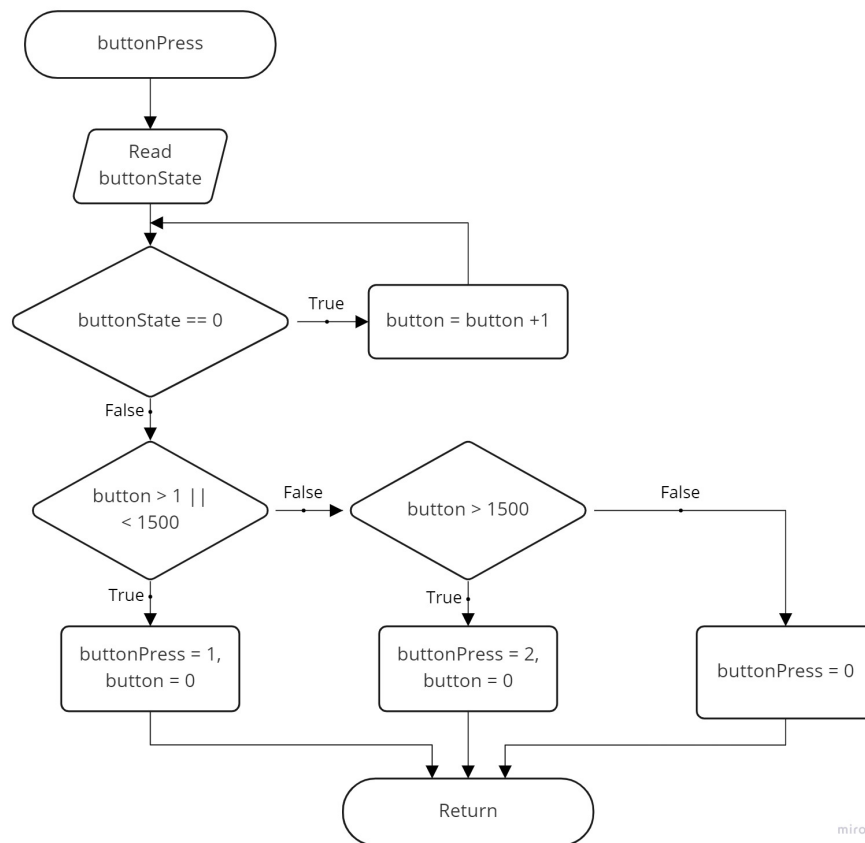 buttonPress
Read
buttonState
buttonState == 0
True
button = button +1
False
button > 1 ||
< 1500
False
button > 1500
False
True
True
buttonPress = 1,
button = 0
buttonPress = 2,
button = 0
buttonPress = 0
Return
miro